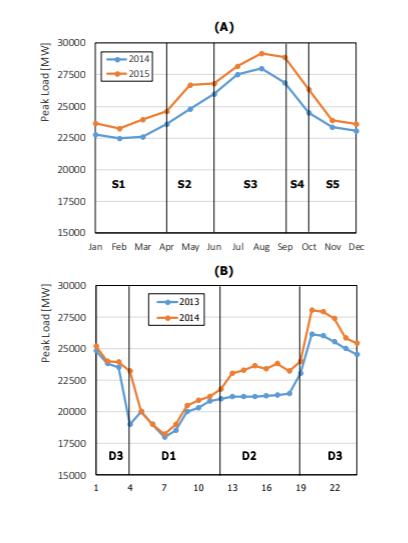 (A)
Peak Load [MW]
30000
27500
25000
22500
20000
17500
15000
2014
2015
S1 S2 S3 S4 S5
Jan Feb Mar Apr May Jun Jul Aug Sep Oct Nov Dec
(B)
Peak Load [MW]
30000
27500
25000
22500
20000
17500
15000
2013
2014
D3 D1 D2 D3
1 4 7 10 13 16 19 22